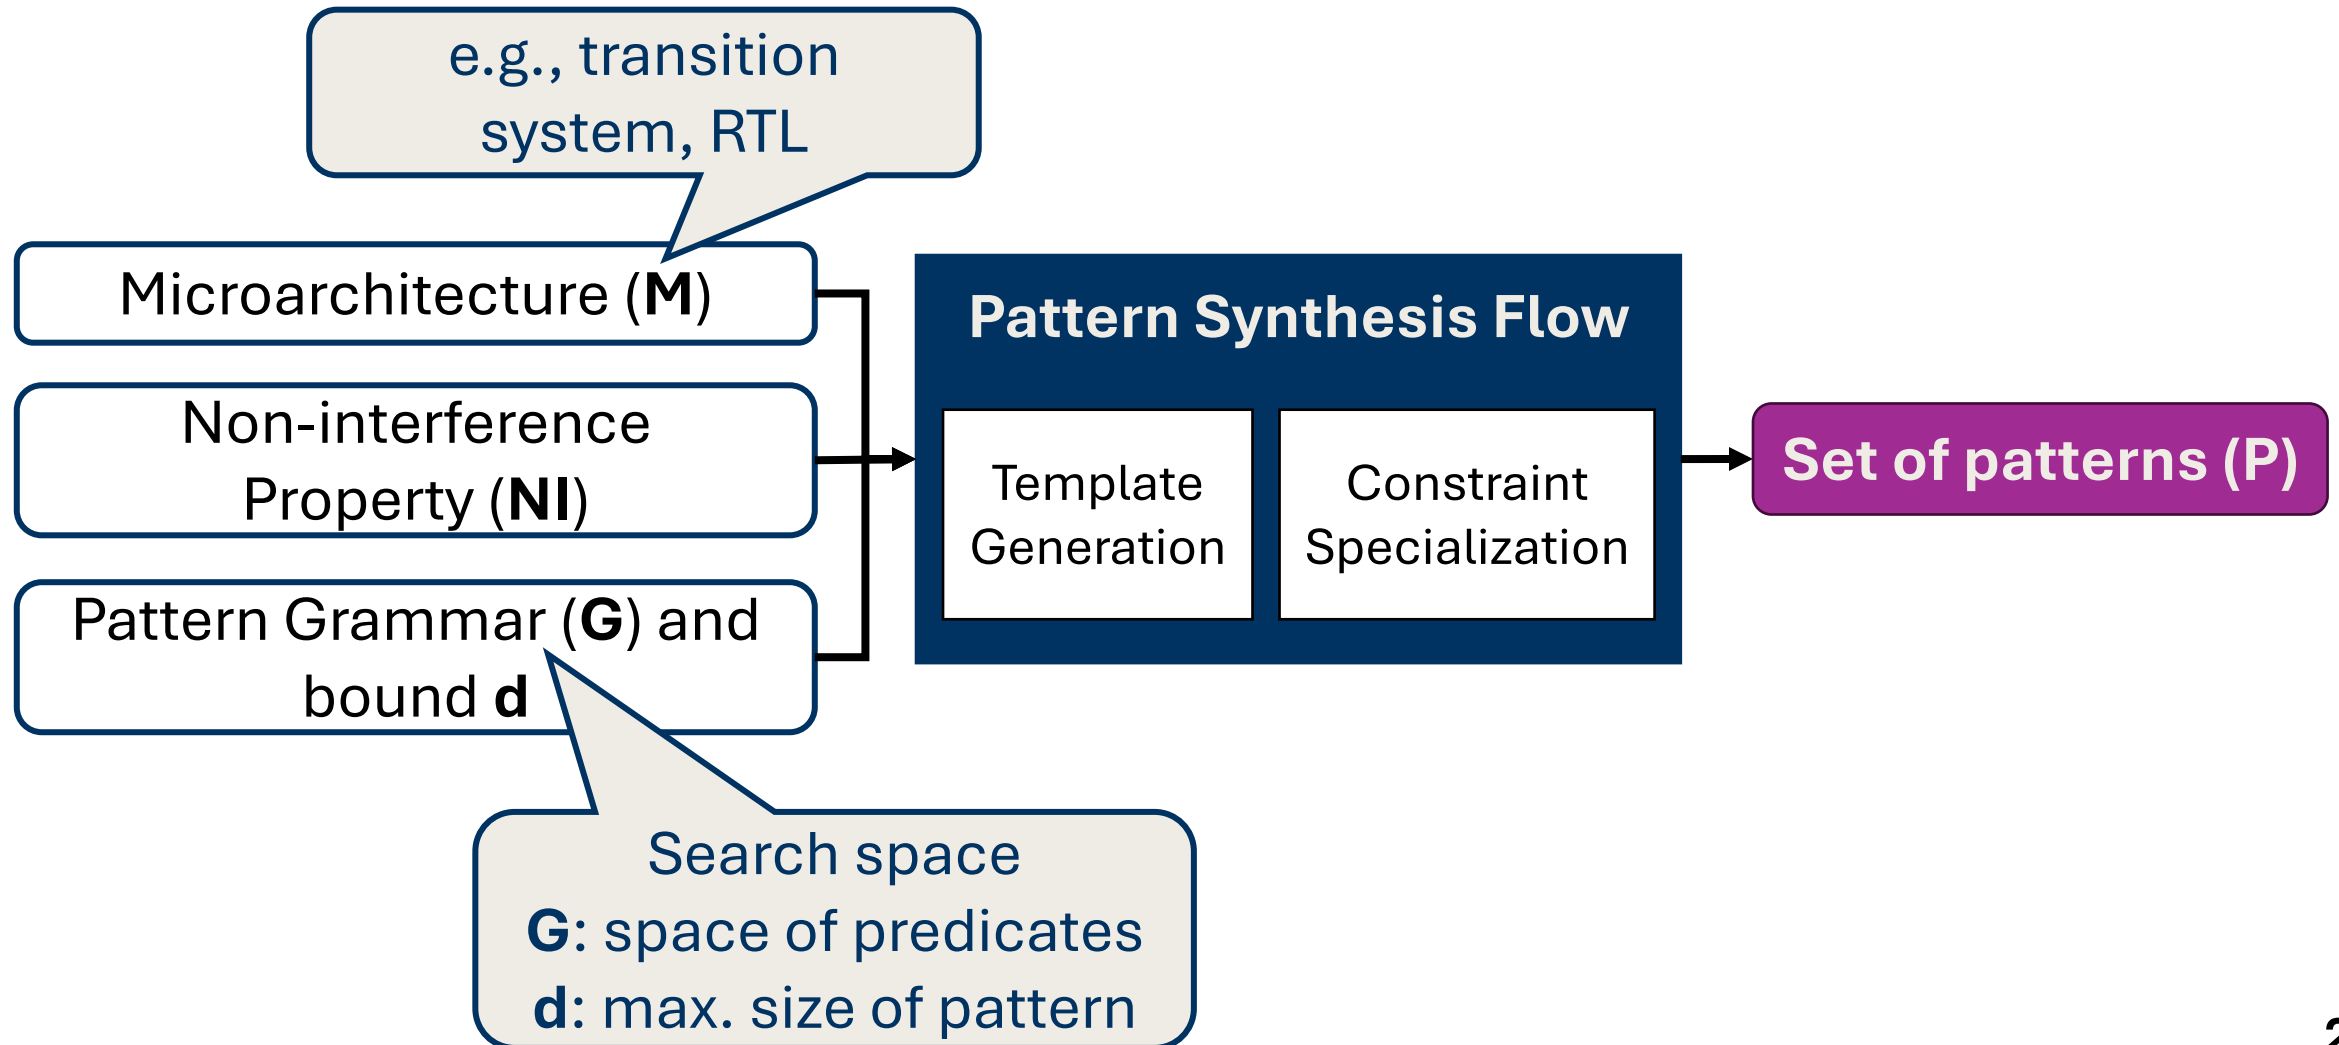 e.g., transition
system, RTL
Microarchitecture (M)
Non-interference
Property (NI)
Pattern Grammar (G) and
bound d
Search space
G: space of predicates
d: max. size of pattern
Pattern Synthesis Flow
Template
Generation
Constraint
Specialization
Set of patterns (P)